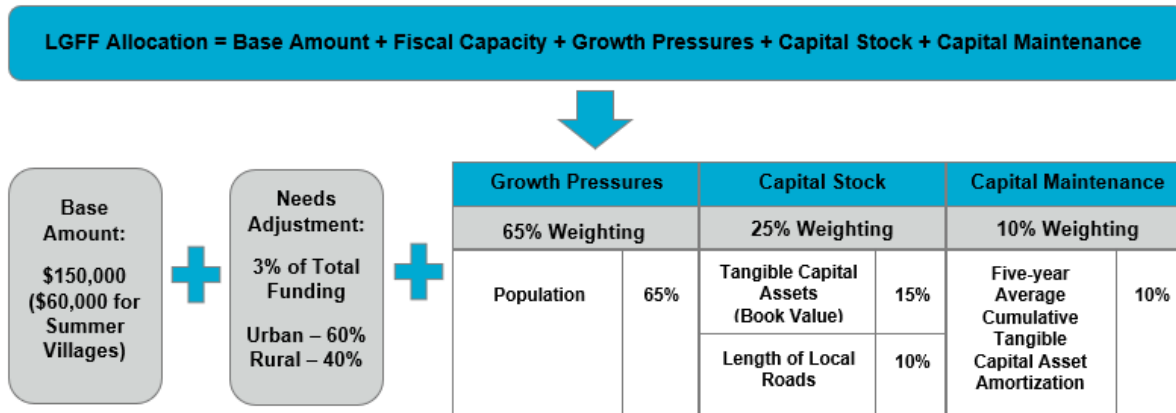 LGFF Allocation = Base Amount + Fiscal Capacity + Growth Pressures + Capital Stock + Capital Maintenance
Base
Amount:
$150,000
($60,000 for
Summer
Villages)
Needs
Adjustment:
3% of Total
Funding
Urban – 60%
Rural – 40%
Growth Pressures
Capital Stock
Capital Maintenance
65% Weighting
25% Weighting
10% Weighting
Population
65%
Tangible Capital
Assets
(Book Value)
15%
Length of Local
Roads
10%
Five-year
Average
Cumulative
Tangible
Capital Asset
Amortization
10%